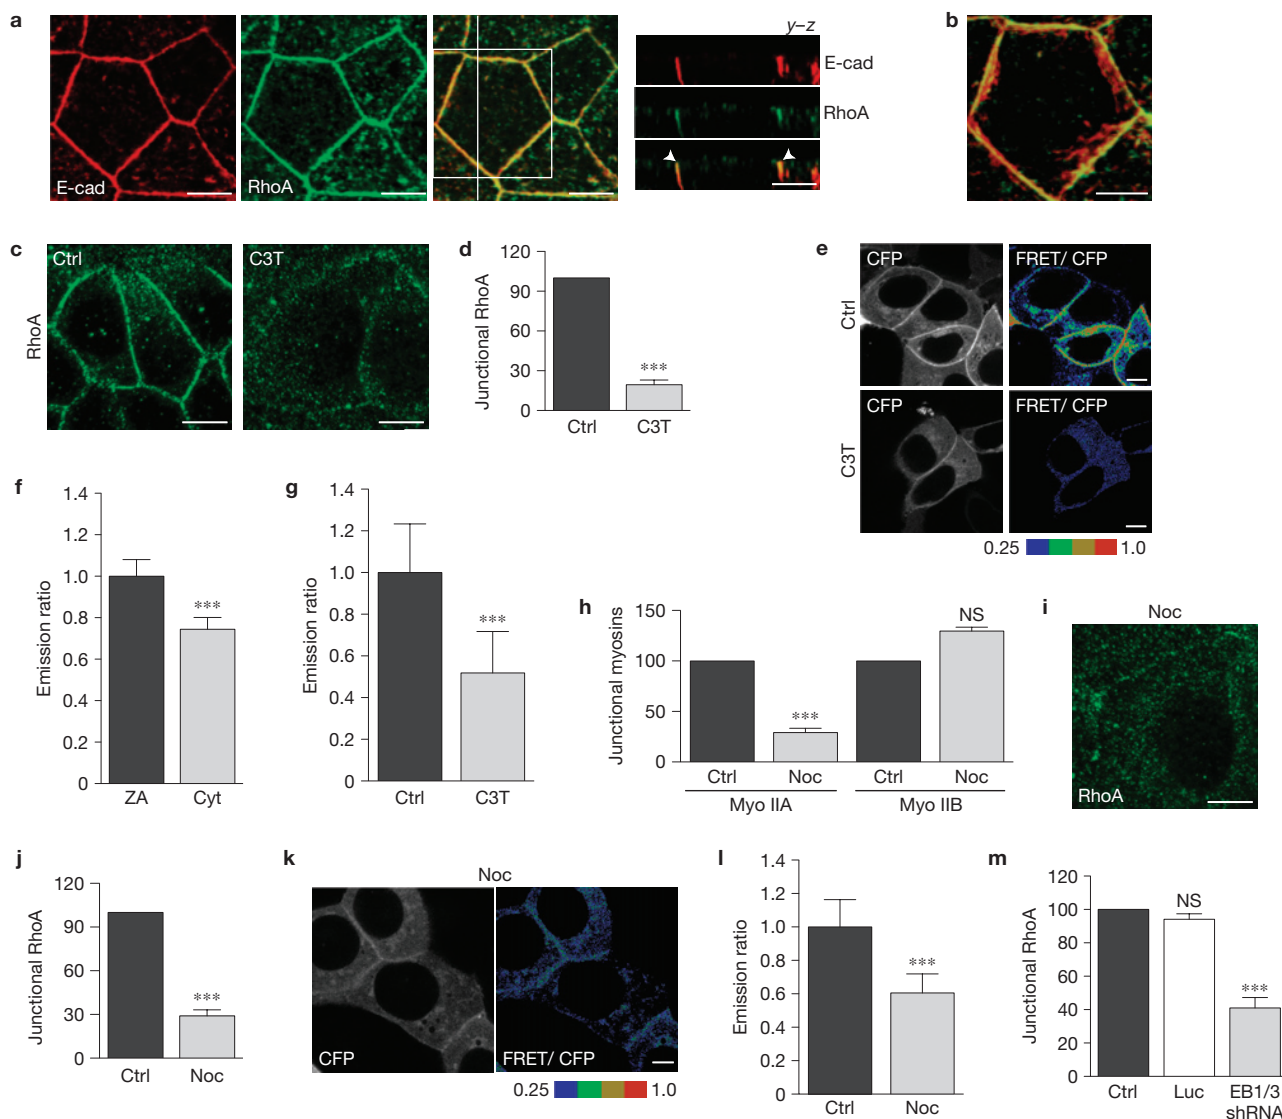 a
E-cad
RhoA
y–z
E-cad
RhoA
b
c
RhoA
Ctrl
C3T
d
Junctional RhoA
120
90
60
30
0
***
Ctrl
C3T
e
Ctrl
CFP
FRET/ CFP
C3T
CFP
FRET/ CFP
0.25
1.0
f
Emission ratio
1.4
1.2
1.0
0.8
0.6
0.4
0.2
0
***
ZA
Cyt
g
Emission ratio
1.4
1.2
1.0
0.8
0.6
0.4
0.2
0
***
Ctrl
C3T
h
Junctional myosins
150
100
50
0
***
NS
Ctrl
Noc
Ctrl
Noc
Myo IIA
Myo IIB
i
Noc
RhoA
j
Junctional RhoA
120
90
60
30
0
***
Ctrl
Noc
k
Noc
CFP
FRET/ CFP
0.25
1.0
l
Emission ratio
1.4
1.2
1.0
0.8
0.6
0.4
0.2
0
***
Ctrl
Noc
m
Junctional RhoA
120
100
80
60
40
20
0
NS
***
Ctrl
Luc
EB1/3
shRNA